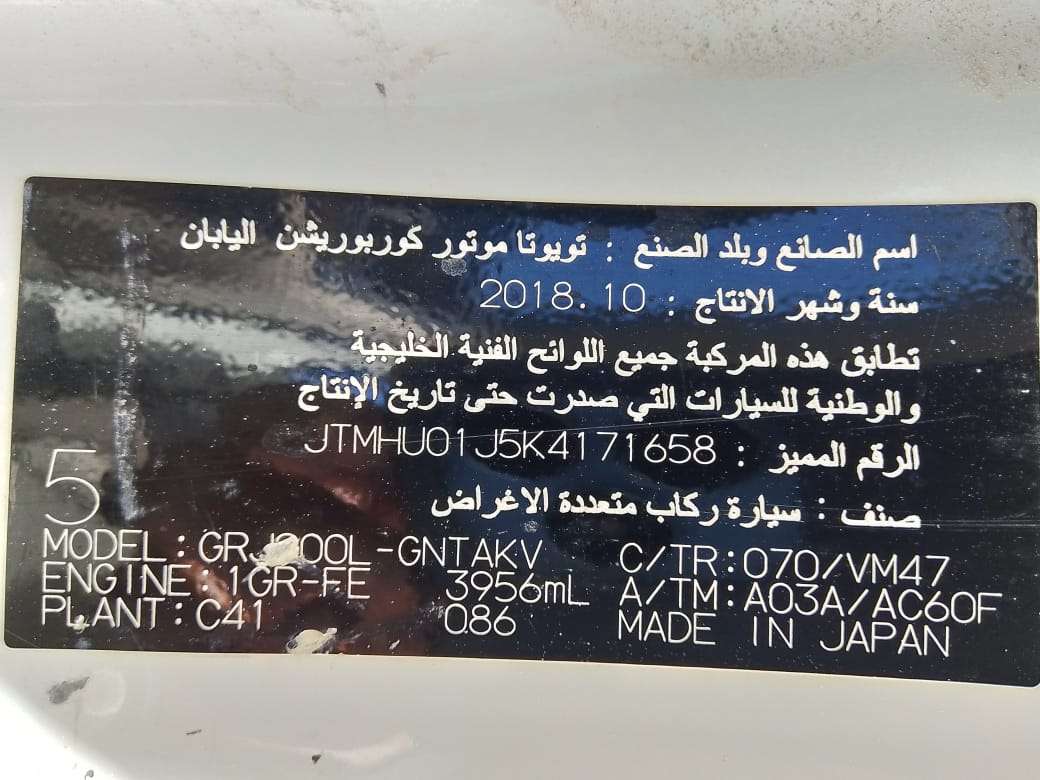 اسم الصانع وبلد الصنع : تويوتا موتور كوربوريشن اليابان
سنة وشهر الانتاج : 2018.10
تطابق هذه المركبة جميع اللوائح الفنية الخليجية
والوطنية للسيارات التي صدرت حتى تاريخ الإنتاج
الرقم المميز : JTMHU01J5K4171658
صنف : سيارة ركاب متعددة الاغراض
5
MODEL : GRJ200L-GNTAKV C/TR: 070/VM47
ENGINE: 1GR-FE 3956mL A/TM: A03A/AC60F
PLANT: C41 086 MADE IN JAPAN